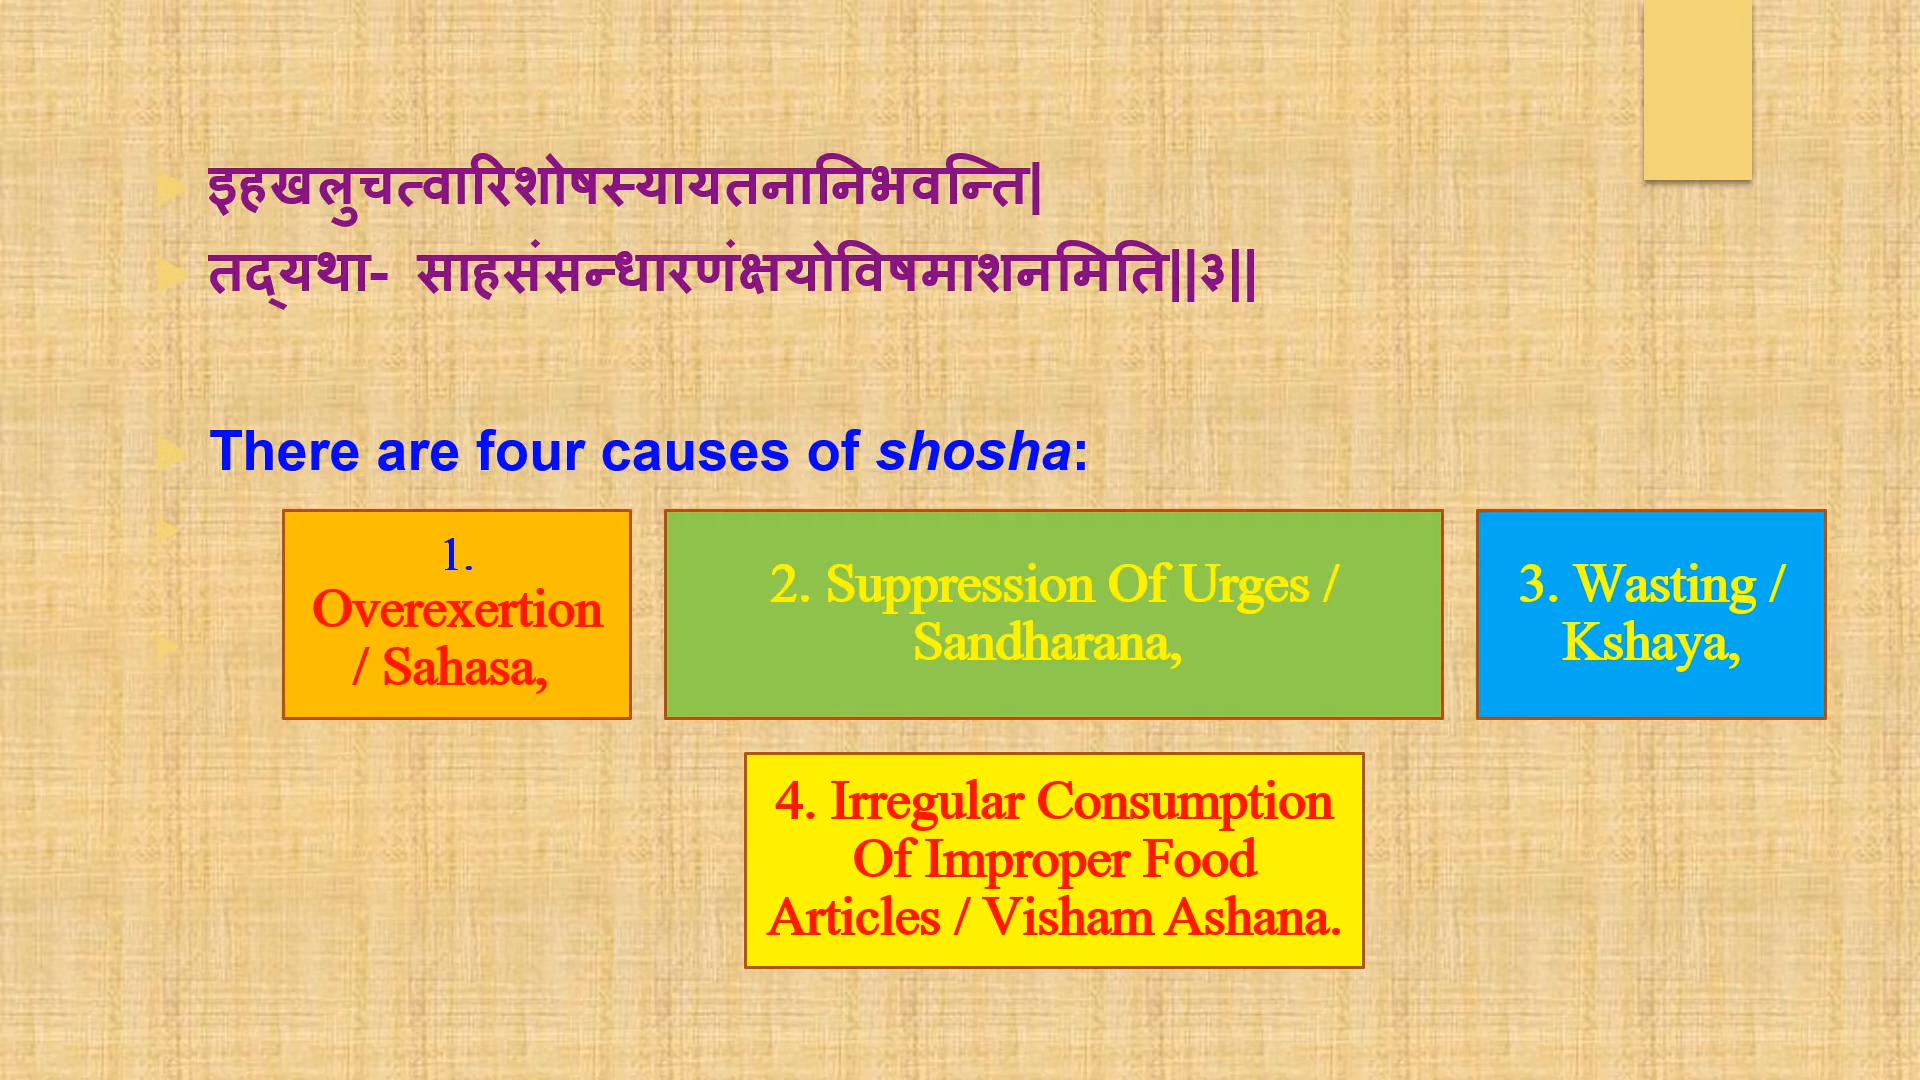 इहखलुचत्वारिशोषस्यायतनानिभवन्ति|
तद्यथा- साहसंसन्धारणंक्षयोविषमाशनमिति||३||
There are four causes of shosha:
1.
Overexertion
/ Sahasa,
2. Suppression Of Urges /
Sandharana,
3. Wasting /
Kshaya,
4. Irregular Consumption
Of Improper Food
Articles / Visham Ashana.